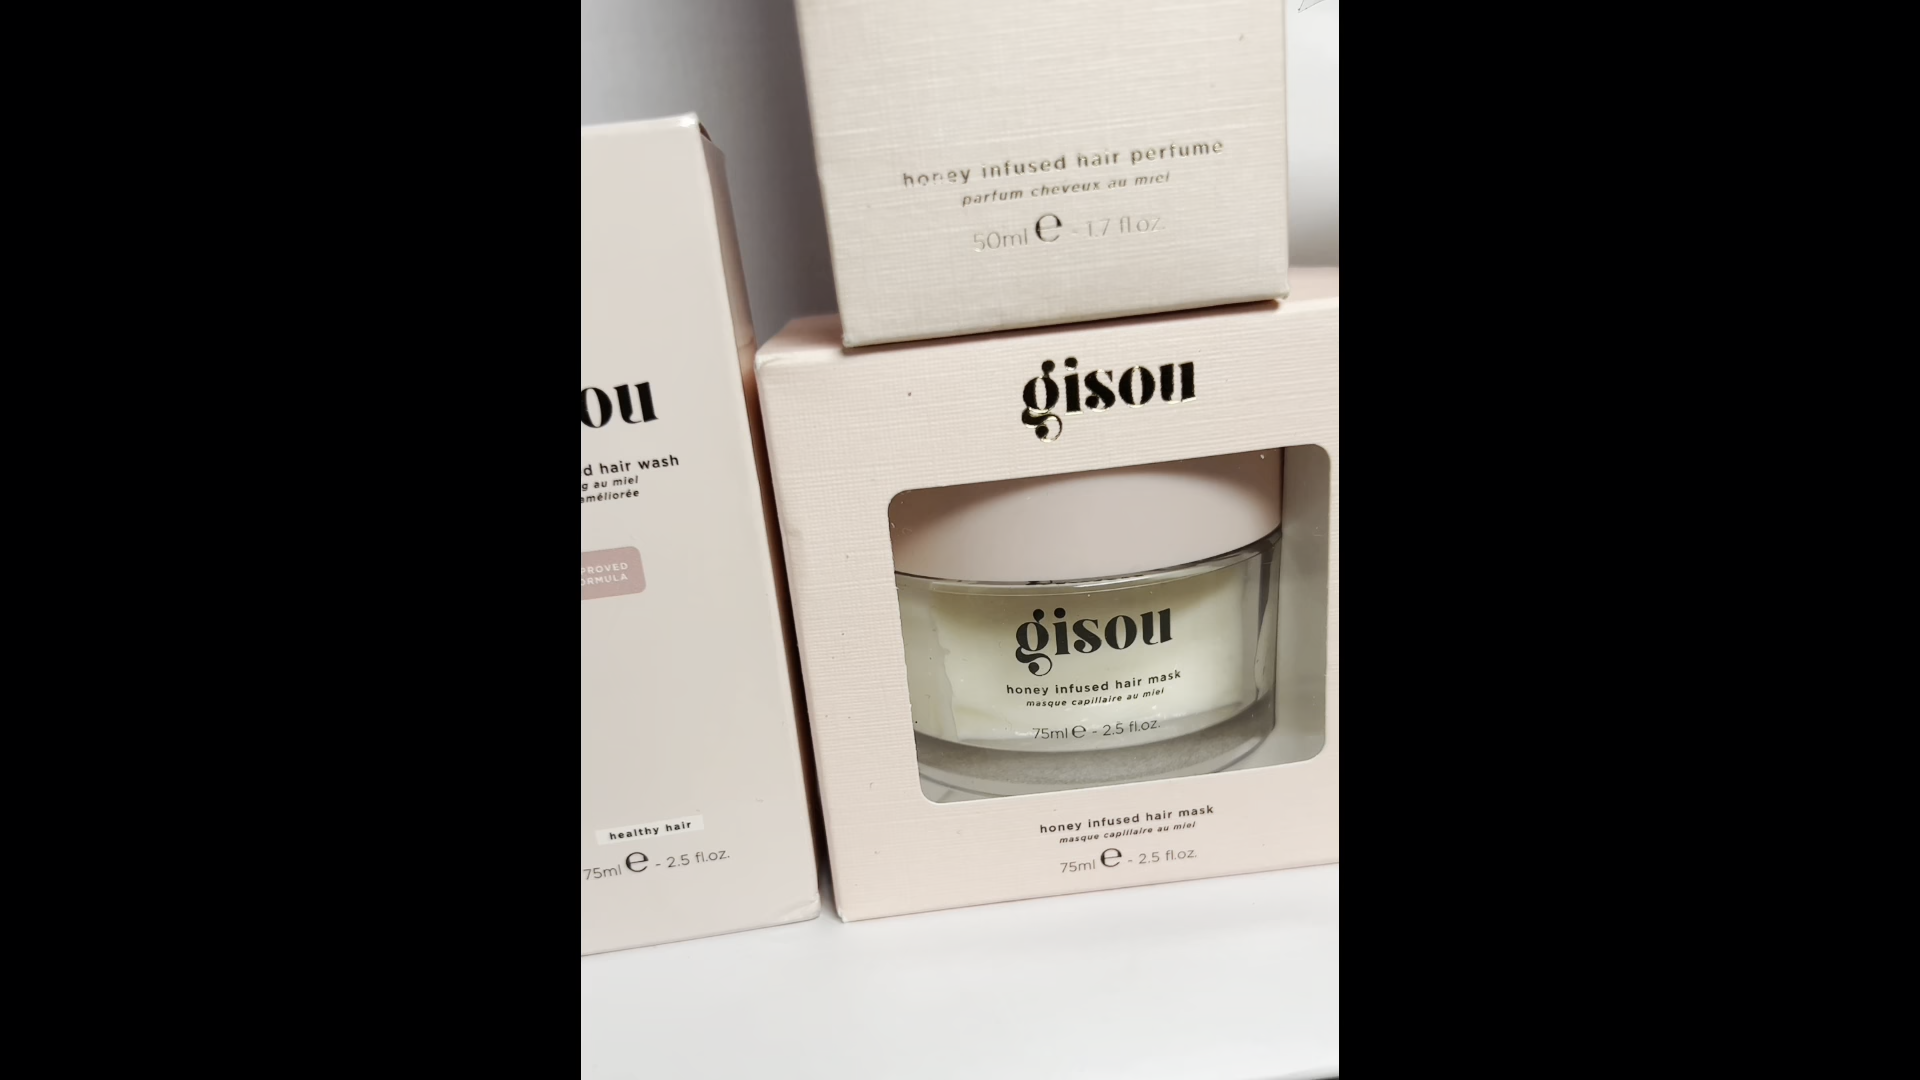 honey infused hair perfume
parfum cheveux au miel
50ml e - 1.7 fl.oz.
ou
d hair wash
g au miel
améliorée
PROVED
ORMULA
healthy hair
75ml e - 2.5 fl.oz.
gisou
gisou
honey infused hair mask
masque capillaire au miel
75ml e - 2.5 fl.oz.
honey infused hair mask
masque capillaire au miel
75ml e - 2.5 fl.oz.